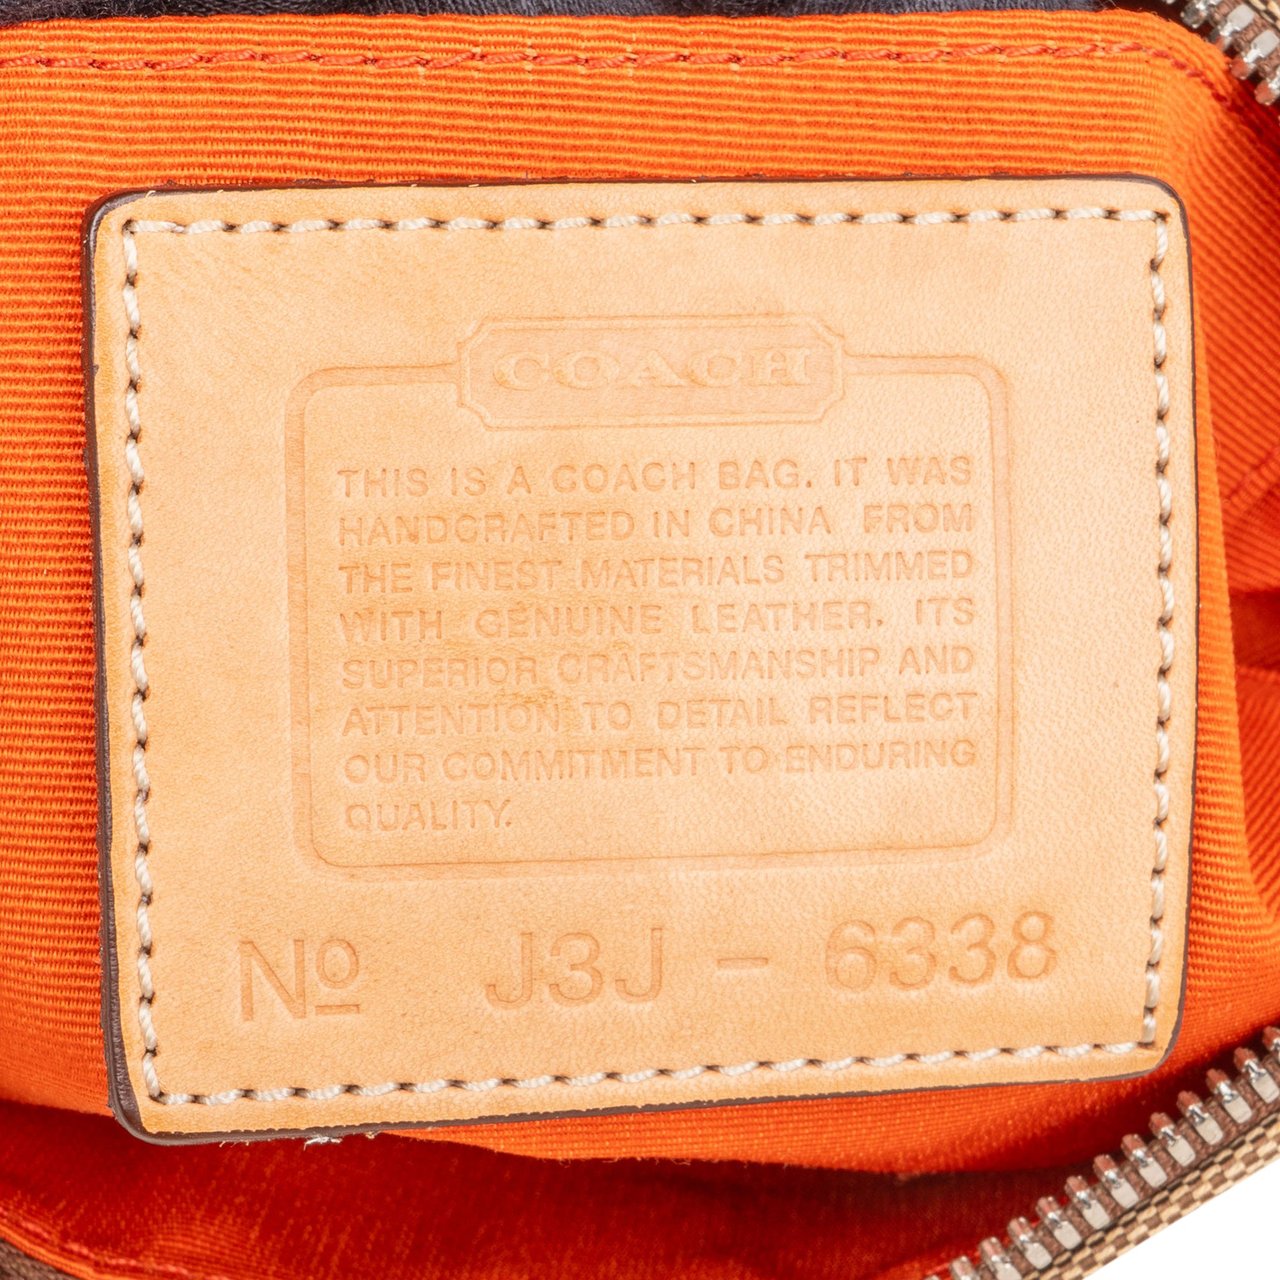 COACH
THIS IS A COACH BAG. IT WAS
HANDCRAFTED IN CHINA FROM
THE FINEST MATERIALS TRIMMED
WITH GENUINE LEATHER. ITS
SUPERIOR CRAFTSMANSHIP AND
ATTENTION TO DETAIL REFLECT
OUR COMMITMENT TO ENDURING
QUALITY.
Nº J3J - 6338